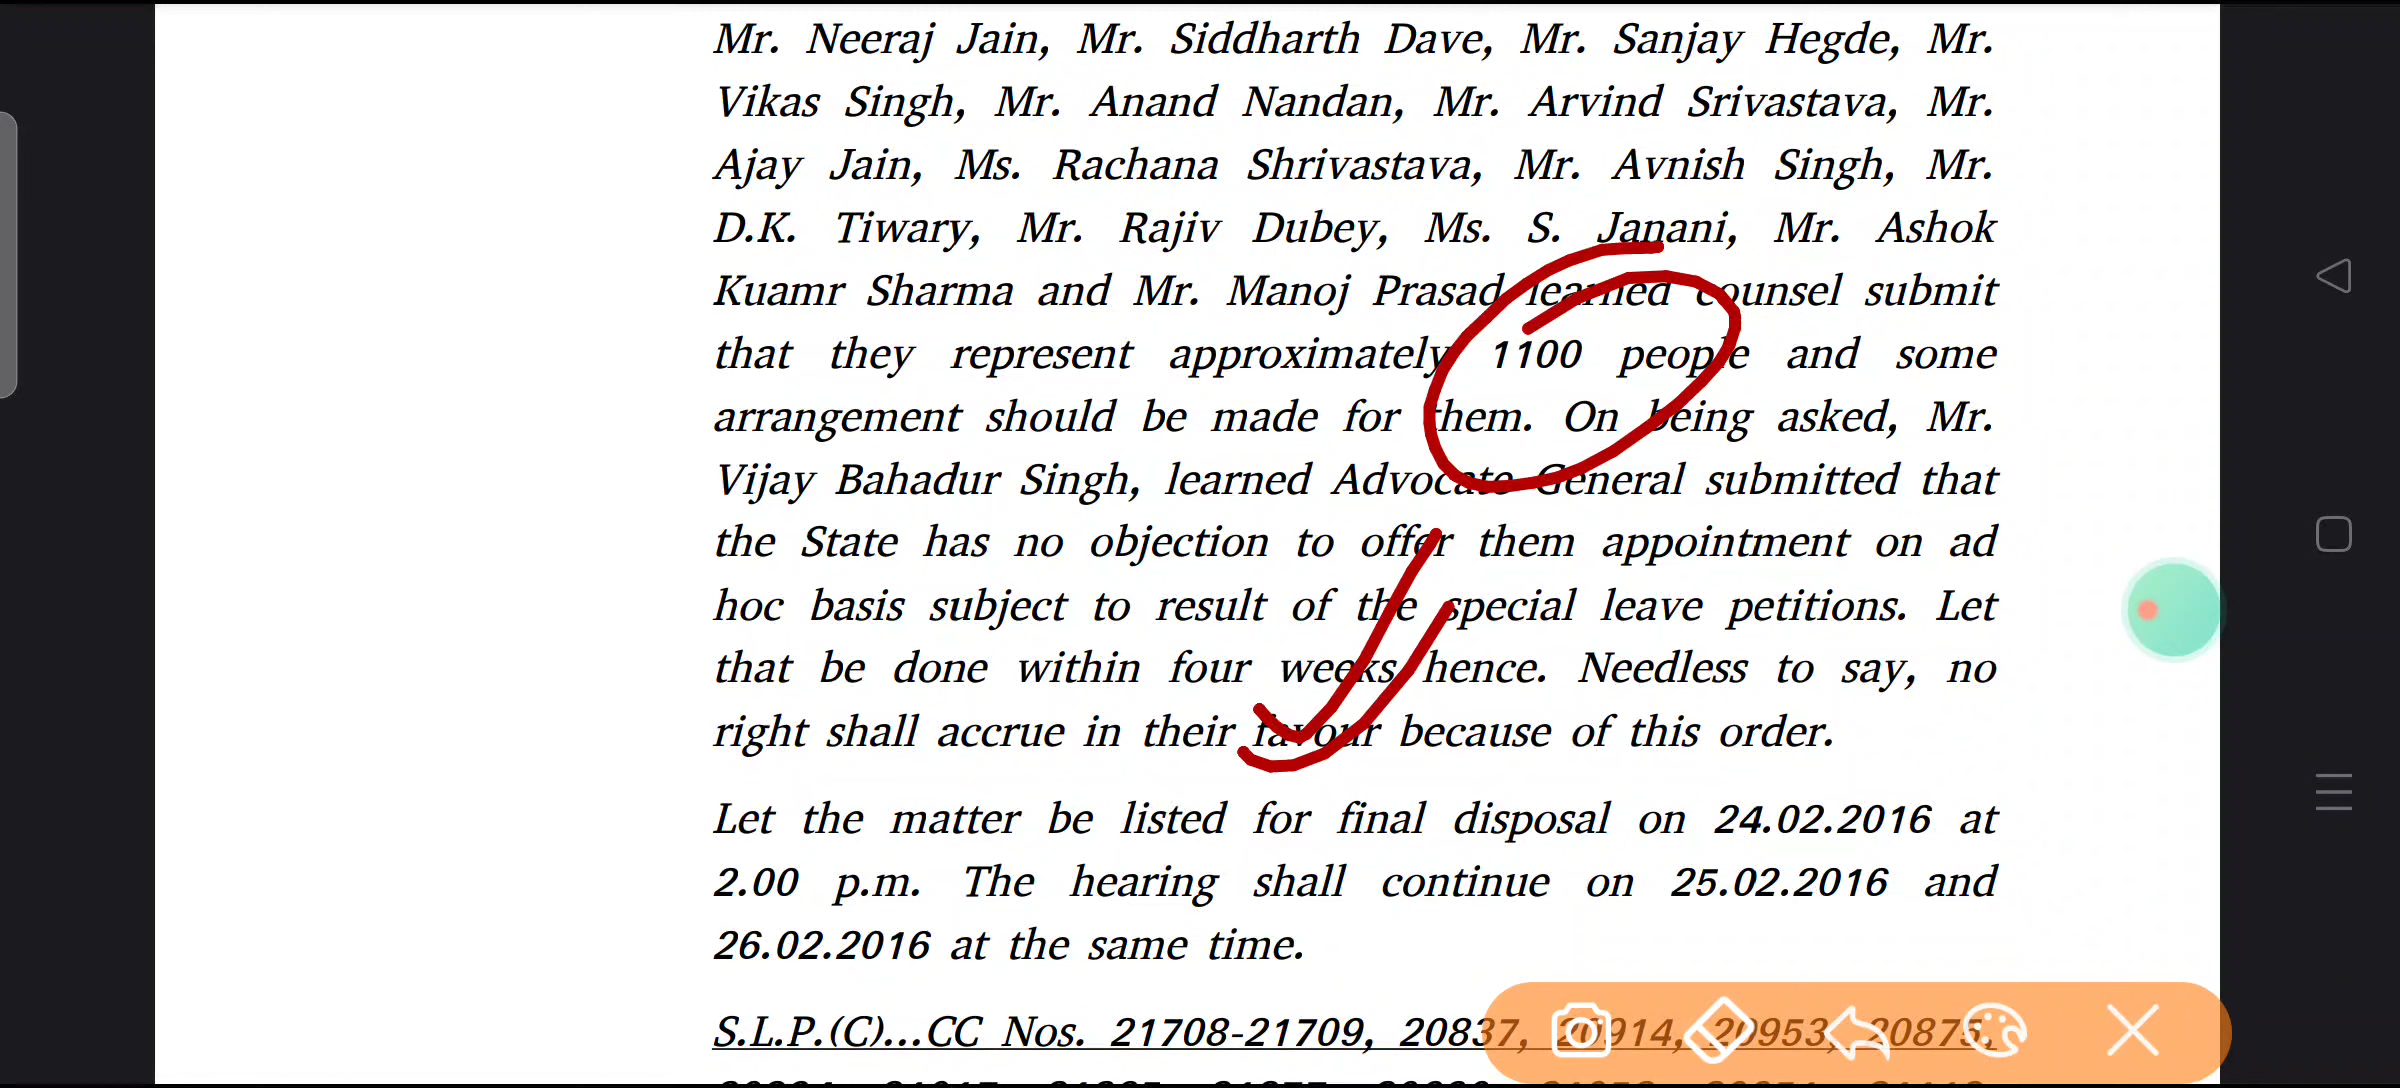 Mr. Neeraj Jain, Mr. Siddharth Dave, Mr. Sanjay Hegde, Mr.
Vikas Singh, Mr. Anand Nandan, Mr. Arvind Srivastava, Mr.
Ajay Jain, Ms. Rachana Shrivastava, Mr. Avnish Singh, Mr.
D.K. Tiwary, Mr. Rajiv Dubey, Ms. S. Janani, Mr. Ashok
Kuamr Sharma and Mr. Manoj Prasad learned counsel submit
that they represent approximately 1100 people and some
arrangement should be made for them. On being asked, Mr.
Vijay Bahadur Singh, learned Advocate General submitted that
the State has no objection to offer them appointment on ad
hoc basis subject to result of the special leave petitions. Let
that be done within four weeks hence. Needless to say, no
right shall accrue in their favour because of this order.
Let the matter be listed for final disposal on 24.02.2016 at
2.00 p.m. The hearing shall continue on 25.02.2016 and
26.02.2016 at the same time.
S.L.P.(C)...CC Nos. 21708-21709, 20837, 20914, 20953, 20875,